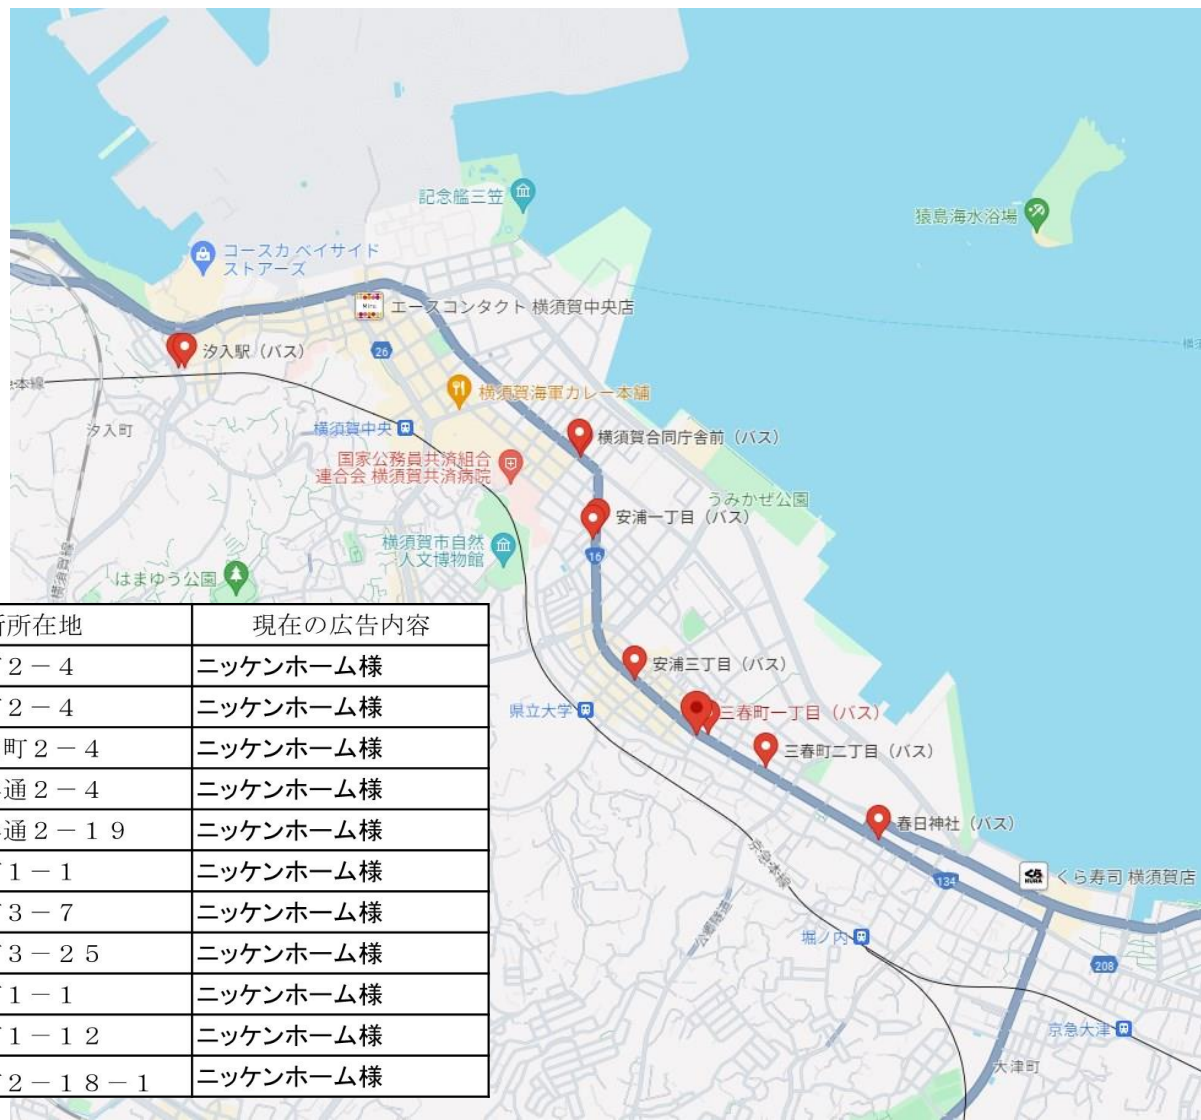 記念艦三笠
猿島海水浴場
コースカ ベイサイド
ストアーズ
エースコンタクト 横須賀中央店
汐入駅（バス）
26
本線
横須賀海軍カレー本舗
汐入町
横須賀中央
横須賀合同庁舎前（バス）
国家公務員共済組合
連合会 横須賀共済病院
うみかぜ公園
安浦一丁目（バス）
横須賀市自然
人文博物館
16
横須賀線
はまゆう公園
所在地 現在の広告内容
２－４ ニッケンホーム様
２－４ ニッケンホーム様
町２－４ ニッケンホーム様
通２－４ ニッケンホーム様
通２－１９ ニッケンホーム様
１－１ ニッケンホーム様
３－７ ニッケンホーム様
３－２５ ニッケンホーム様
１－１ ニッケンホーム様
１－１２ ニッケンホーム様
２－１８－１ ニッケンホーム様
安浦三丁目（バス）
県立大学
三春町一丁目（バス）
三春町二丁目（バス）
春日神社（バス）
京急本線
134
くら寿司 横須賀店
公郷隧道
堀ノ内
208
京急大津
大津町